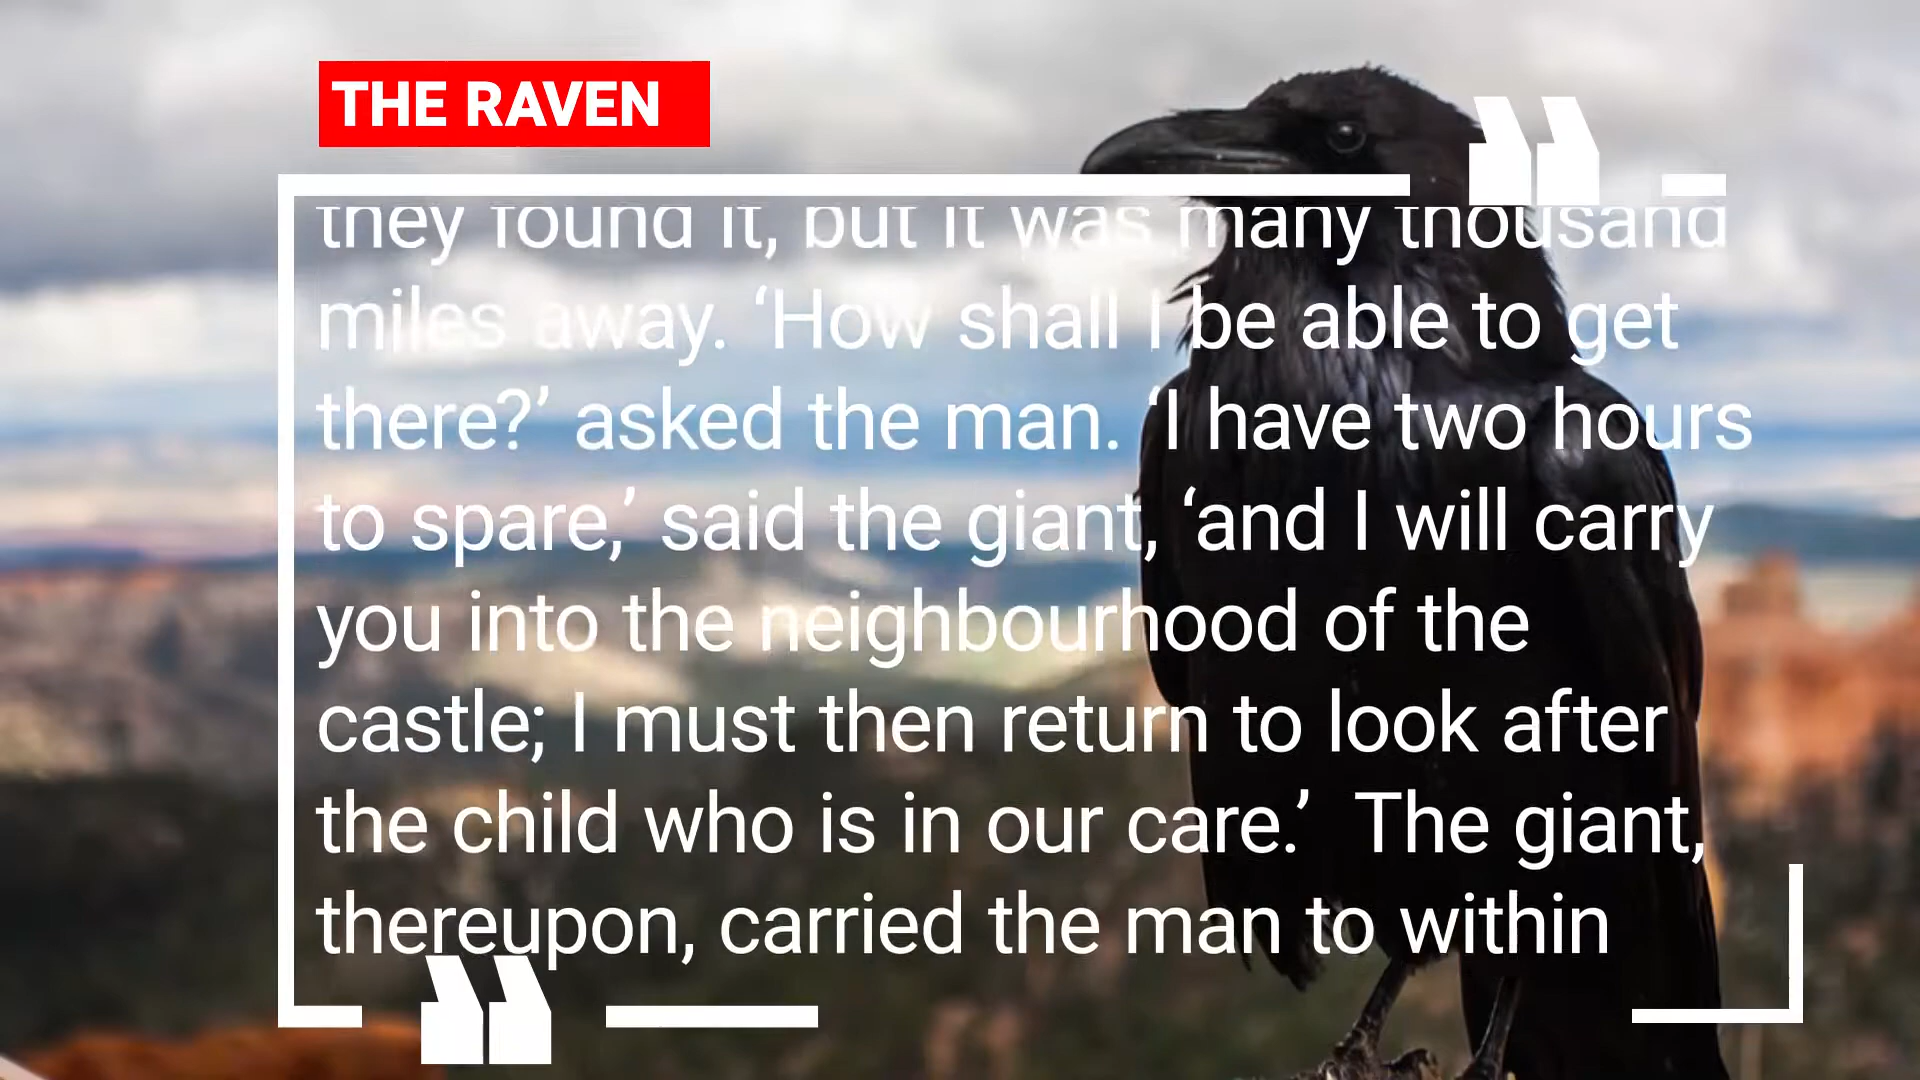 THE RAVEN
they found it, but it was many thousand
miles away. ‘How shall I be able to get
there?’ asked the man. ‘I have two hours
to spare,’ said the giant, ‘and I will carry
you into the neighbourhood of the
castle; I must then return to look after
the child who is in our care.’  The giant,
thereupon, carried the man to within